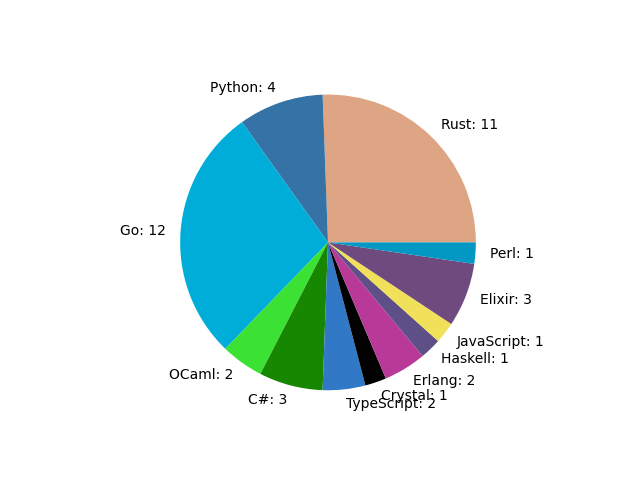 Python: 4
Rust: 11
Go: 12
Perl: 1
Elixir: 3
JavaScript: 1
Haskell: 1
OCaml: 2
Erlang: 2
Crystal: 1
C#: 3
TypeScript: 2